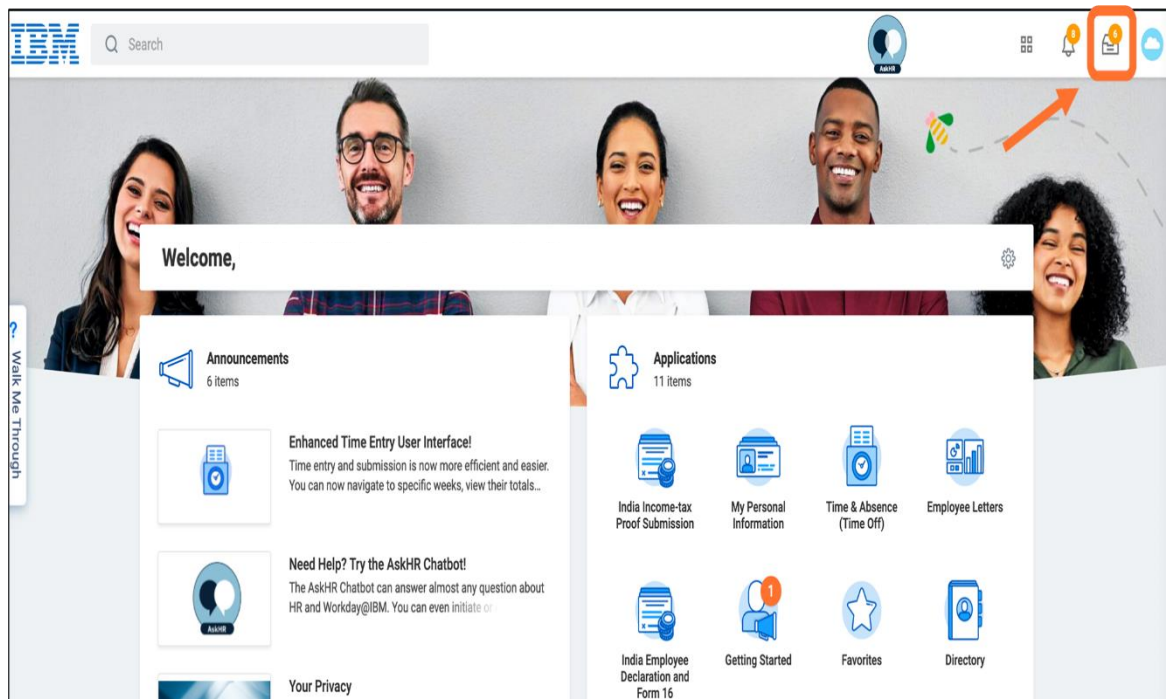 IBM
Search
AskHR
8
6
Welcome,
? Walk Me Through
Announcements
6 items
Enhanced Time Entry User Interface!
Time entry and submission is now more efficient and easier.
You can now navigate to specific weeks, view their totals...
Need Help? Try the AskHR Chatbot!
The AskHR Chatbot can answer almost any question about
HR and Workday@IBM. You can even initiate or
AskHR
Your Privacy
Applications
11 items
India Income-tax
Proof Submission
My Personal
Information
Time & Absence
(Time Off)
Employee Letters
India Employee
Declaration and
Form 16
1
Getting Started
Favorites
Directory